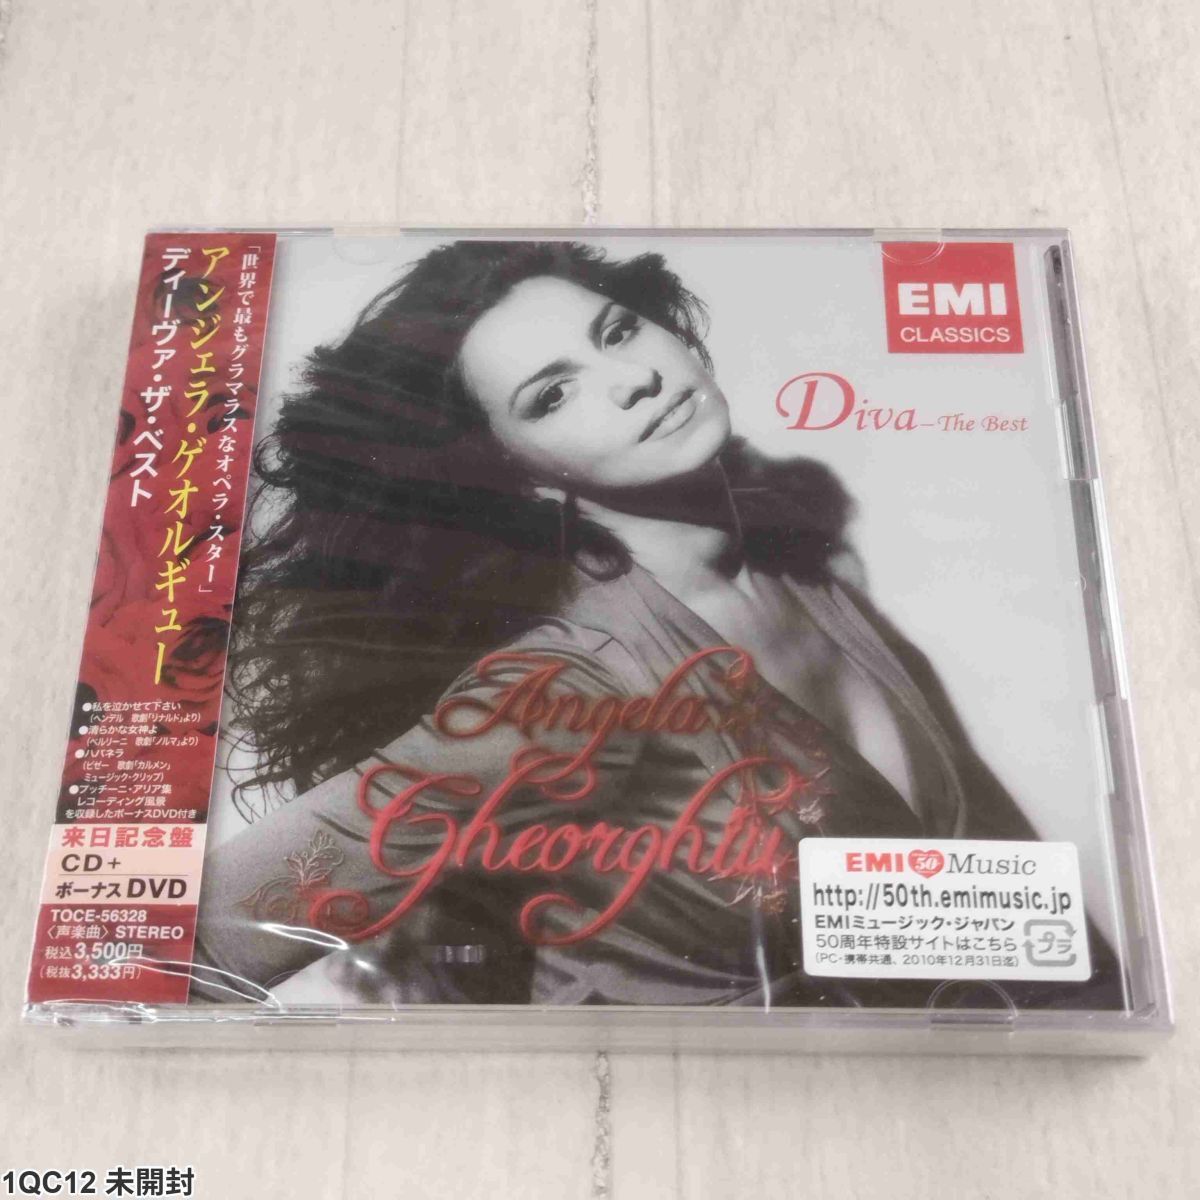 「世界で最もグラマラスなオペラ・スター」
アンジェラ・ゲオルギュー
ディーヴァ・ザ・ベスト
●私を泣かせて下さい
(ヘンデル 歌劇「リナルド」より)
●清らかな女神よ
(ベルリーニ 歌劇「ノルマ」より)
●ハバネラ
(ビゼー 歌劇「カルメン」
ミュージック・クリップ)
●プッチーニ・アリア集
レコーディング風景
を収録したボーナスDVD付き
来日記念盤
CD+
ボーナスDVD
TOCE-56328
〈声楽曲〉STEREO
税込3,500円
(税抜3,333円)
EMI
CLASSICS
Diva – The Best
Angela
Gheorghiu
EMI 50 Music
http://50th.emimusic.jp
EMIミュージック・ジャパン
50周年特設サイトはこちら
(PC・携帯共通、2010年12月31日迄)
プラ
1QC12 未開封